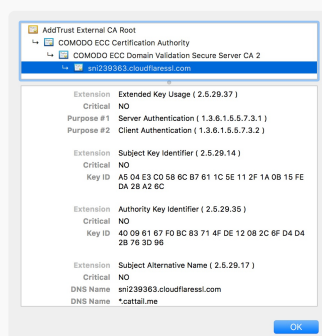 AddTrust External CA Root
COMODO ECC Certification Authority
COMODO ECC Domain Validation Secure Server CA 2
sni239363.cloudflaressl.com
Extension Extended Key Usage ( 2.5.29.37 )
Critical NO
Purpose #1 Server Authentication ( 1.3.6.1.5.5.7.3.1 )
Purpose #2 Client Authentication ( 1.3.6.1.5.5.7.3.2 )
Extension Subject Key Identifier ( 2.5.29.14 )
Critical NO
Key ID A5 04 E3 C0 58 6C B7 61 1C 5E 11 2F 1A 0B 15 FE
DA 28 A2 6C
Extension Authority Key Identifier ( 2.5.29.35 )
Critical NO
Key ID 40 09 61 67 F0 BC 83 71 4F DE 12 08 2C 6F D4 D4
2B 76 3D 96
Extension Subject Alternative Name ( 2.5.29.17 )
Critical NO
DNS Name sni239363.cloudflaressl.com
DNS Name *.cattail.me
OK